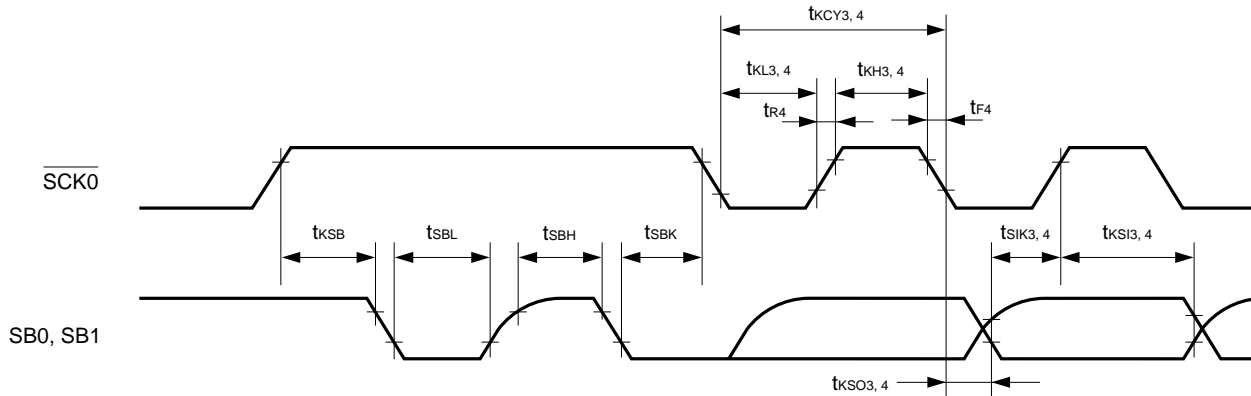 tKCY3, 4
tKL3, 4 tKH3, 4
tR4 tF4
SCK0
tKSB tSBL tSBH tSBK tSIK3, 4 tKSI3, 4
SB0, SB1
tKSO3, 4